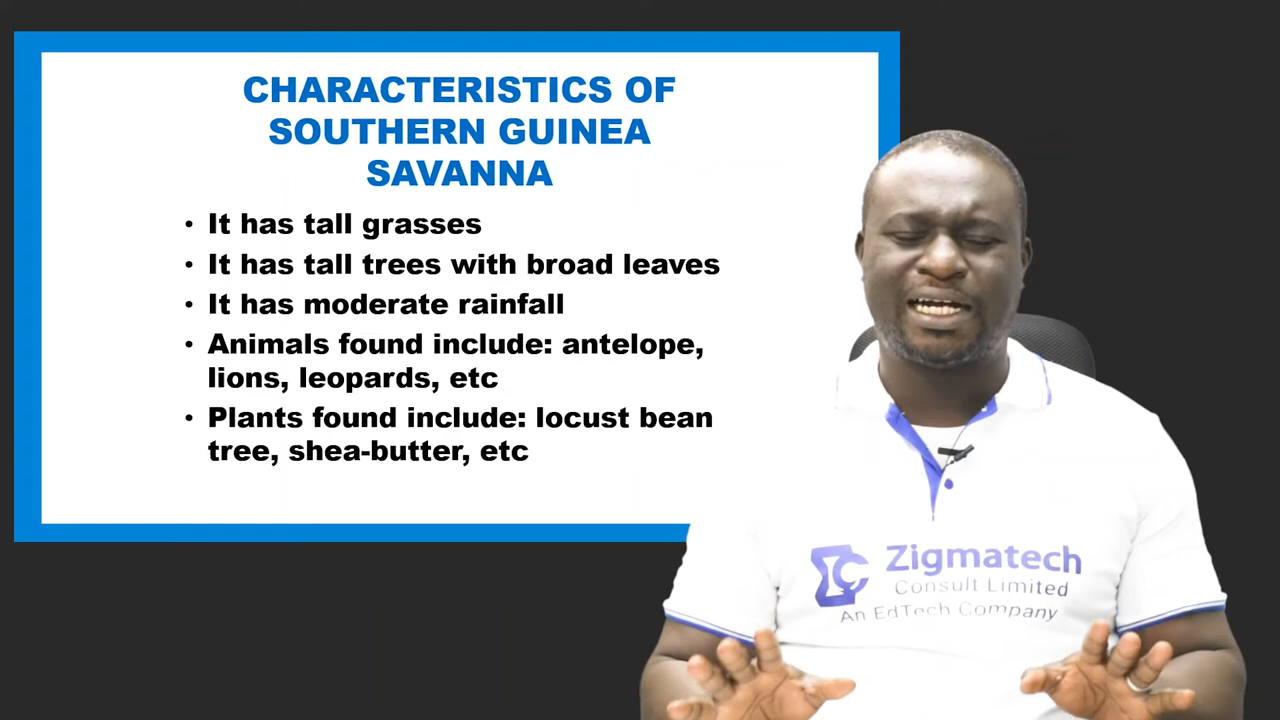 CHARACTERISTICS OF
SOUTHERN GUINEA
SAVANNA
• It has tall grasses
• It has tall trees with broad leaves
• It has moderate rainfall
• Animals found include: antelope,
lions, leopards, etc
• Plants found include: locust bean
tree, shea-butter, etc
Zigmatech
Consult Limited
An EdTech Company